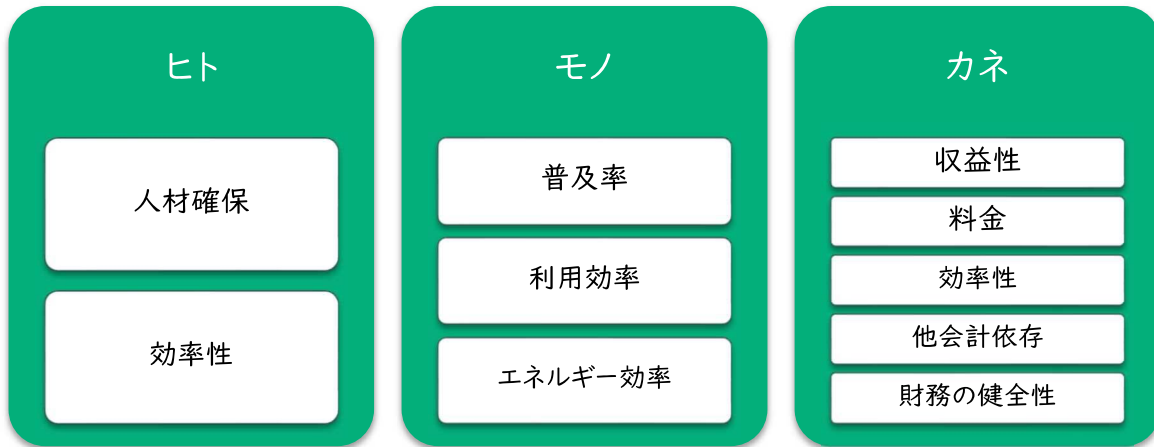 ヒト
人材確保
効率性
モノ
普及率
利用効率
エネルギー効率
カネ
収益性
料金
効率性
他会計依存
財務の健全性